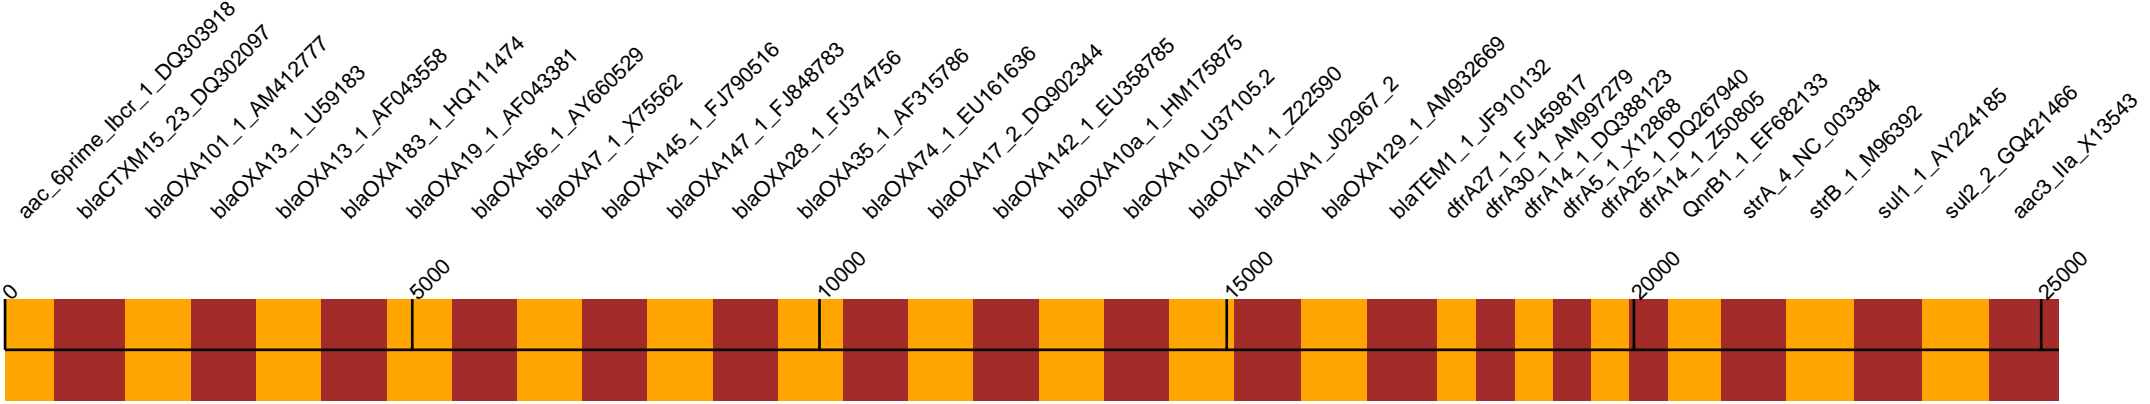 aac_6prime_Ibcr_1_DQ303918
blaCTXM15_23_DQ302097
blaOXA101_1_AM412777
blaOXA13_1_U59183
blaOXA13_1_AF043558
blaOXA183_1_HQ111474
blaOXA19_1_AF043381
blaOXA56_1_AY660529
blaOXA7_1_X75562
blaOXA145_1_FJ790516
blaOXA147_1_FJ848783
blaOXA28_1_FJ374756
blaOXA35_1_AF315786
blaOXA74_1_EU161636
blaOXA17_2_DQ902344
blaOXA142_1_EU358785
blaOXA10a_1_HM175875
blaOXA10_U37105.2
blaOXA11_1_Z22590
blaOXA1_J02967_2
blaOXA129_1_AM932669
blaTEM1_1_JF910132
dfrA27_1_FJ459817
dfrA30_1_AM997279
dfrA14_1_DQ388123
dfrA5_1_X12868
dfrA25_1_DQ267940
dfrA14_1_Z50805
QnrB1_1_EF682133
strA_4_NC_003384
strB_1_M96392
sul1_1_AY224185
sul2_2_GQ421466
aac3_IIa_X13543
0
5000
10000
15000
20000
25000